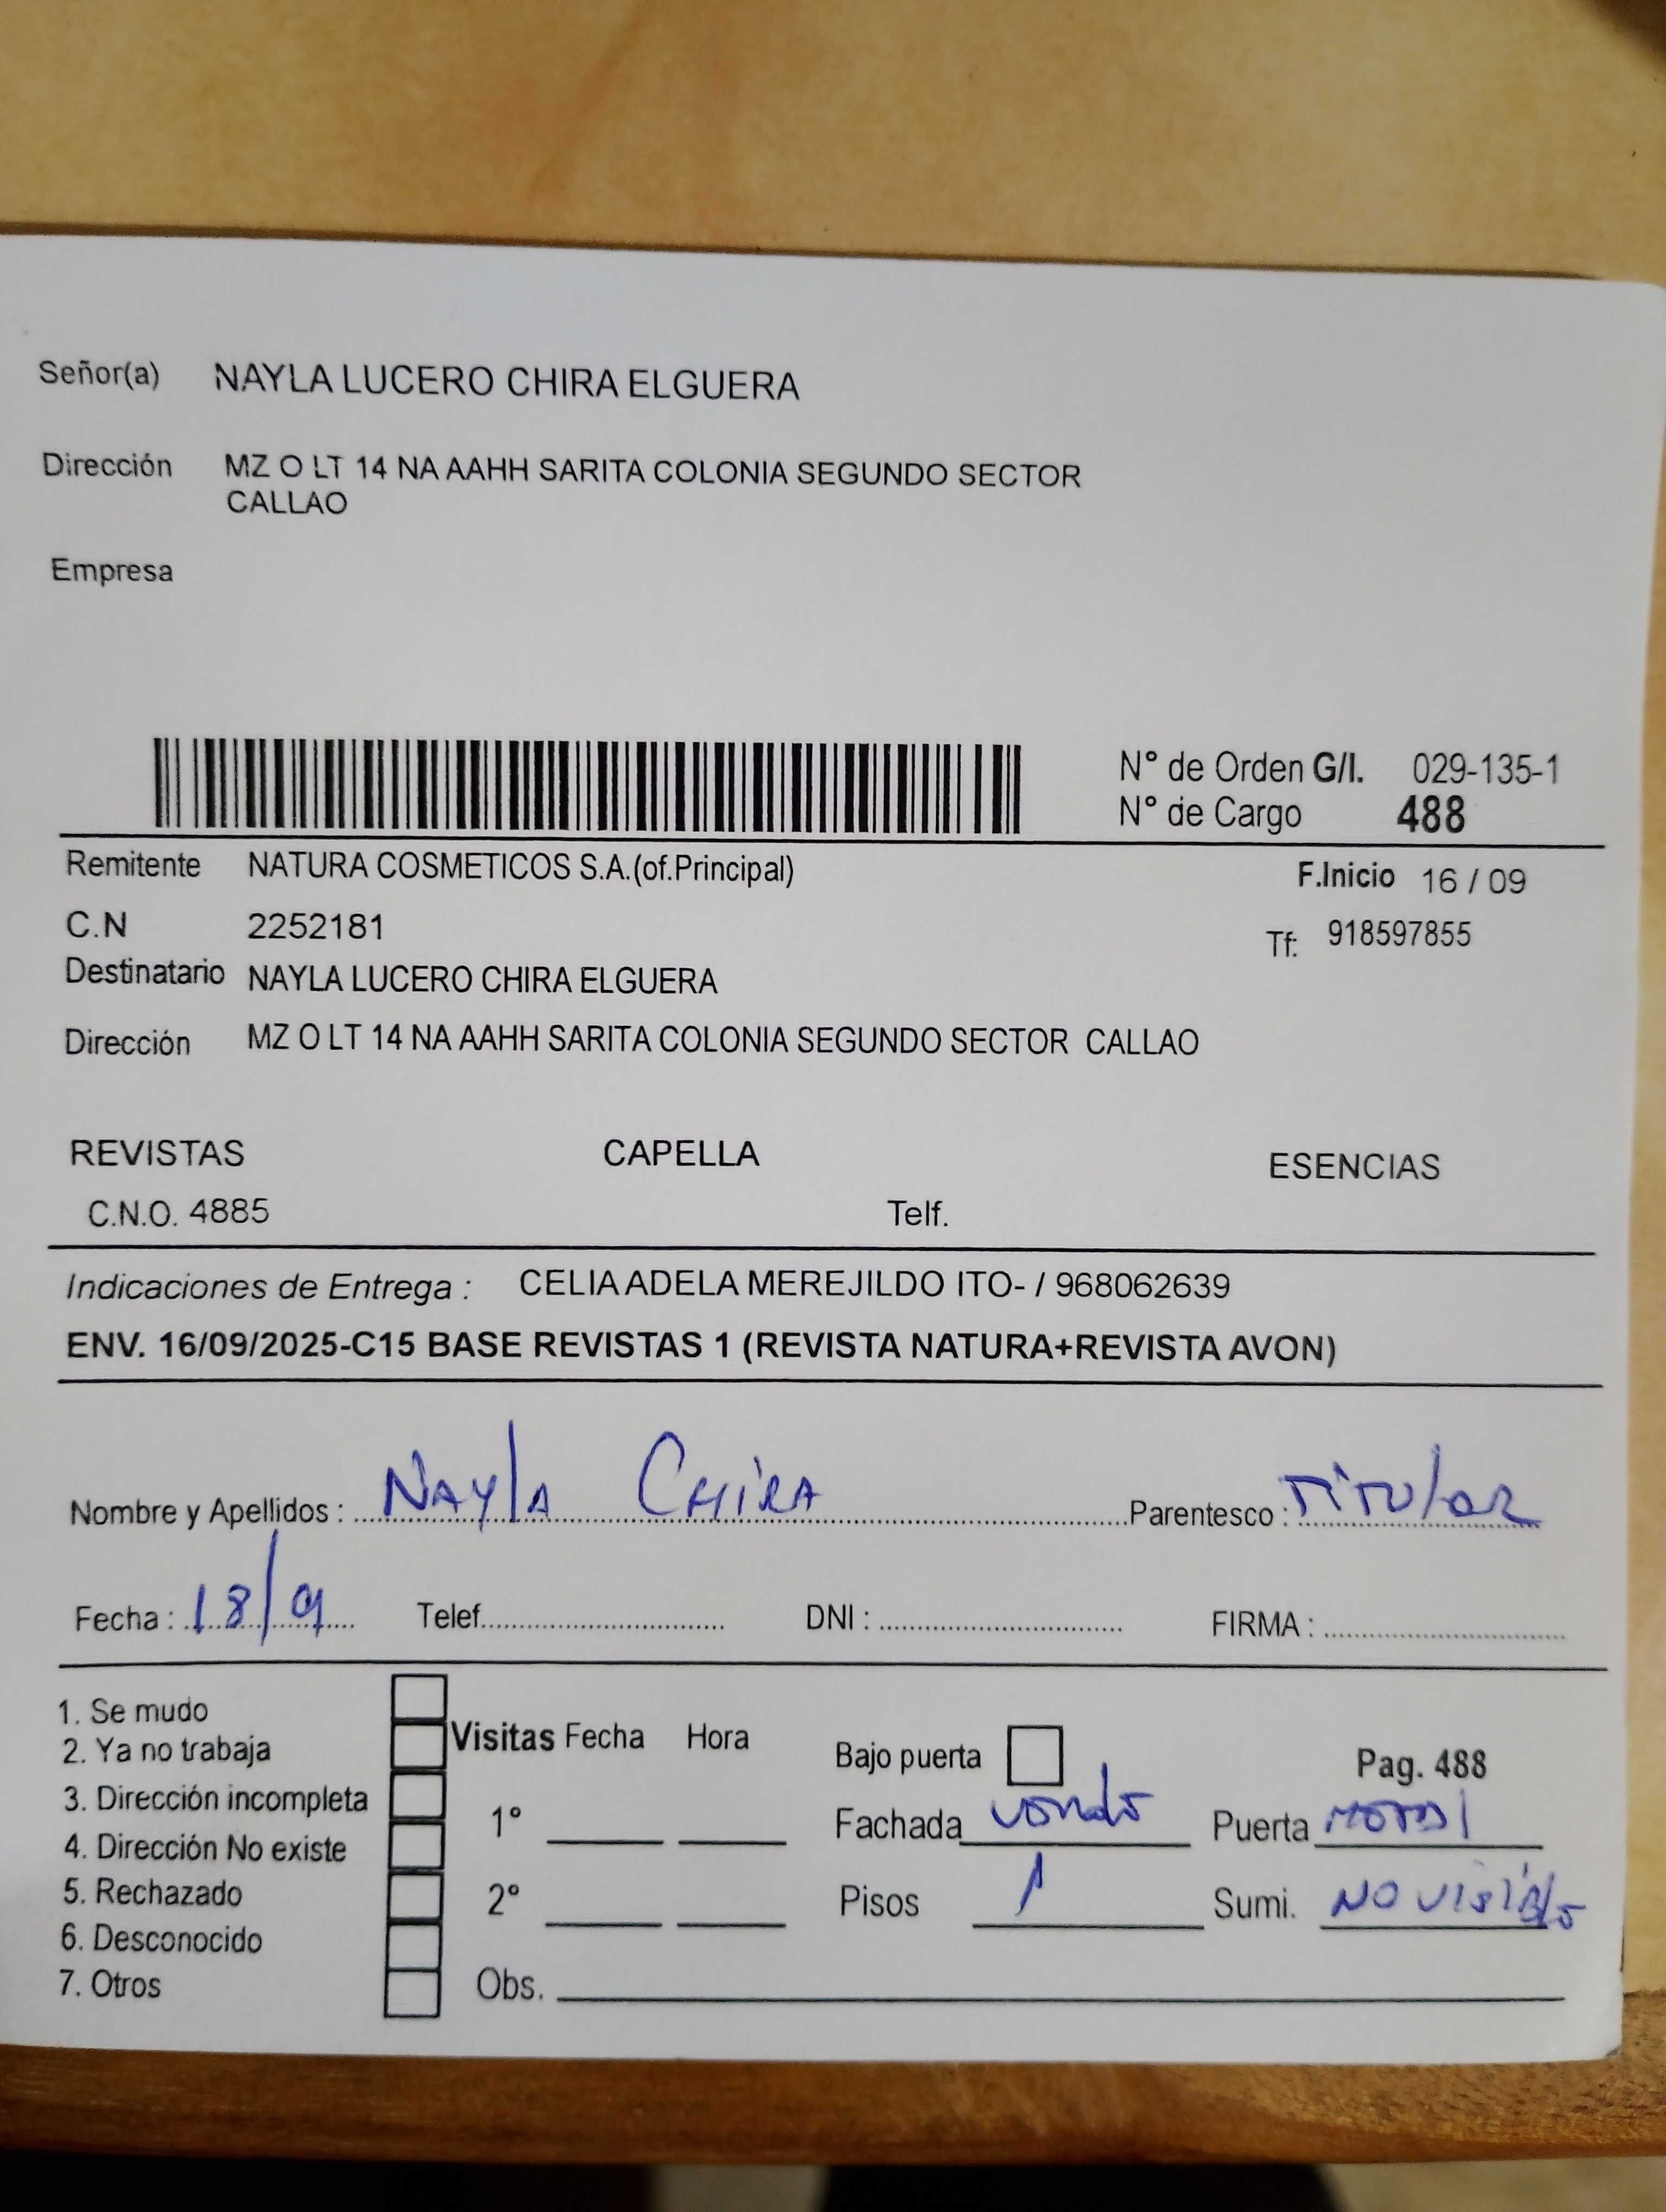 Señor(a) NAYLA LUCERO CHIRA ELGUERA
Dirección MZ O LT 14 NA AAHH SARITA COLONIA SEGUNDO SECTOR
CALLAO
Empresa
N° de Orden G/I. 029-135-1
N° de Cargo 488
Remitente NATURA COSMETICOS S.A.(of.Principal) F.Inicio 16 / 09
C.N 2252181 Tf: 918597855
Destinatario NAYLA LUCERO CHIRA ELGUERA
Dirección MZ O LT 14 NA AAHH SARITA COLONIA SEGUNDO SECTOR CALLAO
REVISTAS CAPELLA ESENCIAS
C.N.O. 4885 Telf.
Indicaciones de Entrega : CELIA ADELA MEREJILDO ITO- / 968062639
ENV. 16/09/2025-C15 BASE REVISTAS 1 (REVISTA NATURA+REVISTA AVON)
Nombre y Apellidos : NAYLA CHIRA Parentesco : Titular
Fecha : 18/9 Telef. DNI : FIRMA :
1. Se mudo
2. Ya no trabaja
3. Dirección incompleta
4. Dirección No existe
5. Rechazado
6. Desconocido
7. Otros
Visitas Fecha Hora
1°
2°
Obs.
Bajo puerta Pag. 488
Fachada Puerta
Pisos 1 Sumi. NO VISIBLE